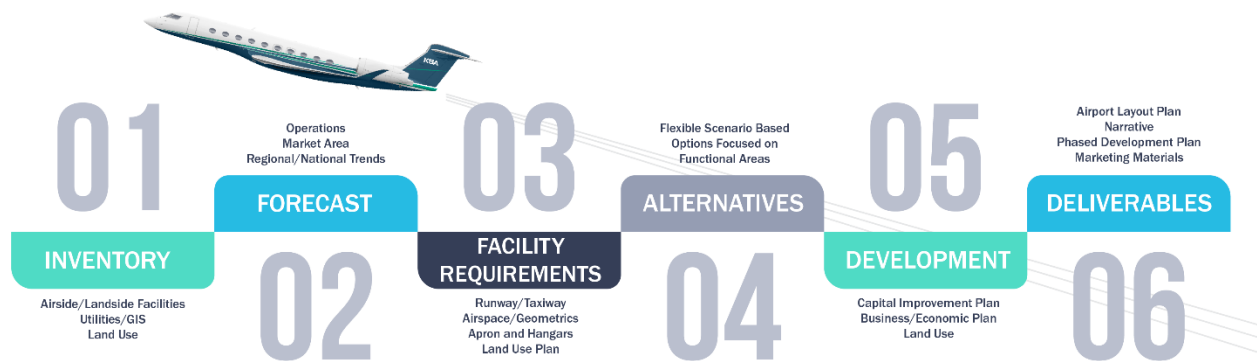 KSA
01
INVENTORY
Airside/Landside Facilities
Utilities/GIS
Land Use
Operations
Market Area
Regional/National Trends
FORECAST
02
03
FACILITY
REQUIREMENTS
Runway/Taxiway
Airspace/Geometrics
Apron and Hangars
Land Use Plan
Flexible Scenario Based
Options Focused on
Functional Areas
ALTERNATIVES
04
05
DEVELOPMENT
Capital Improvement Plan
Business/Economic Plan
Land Use
Airport Layout Plan
Narrative
Phased Development Plan
Marketing Materials
DELIVERABLES
06